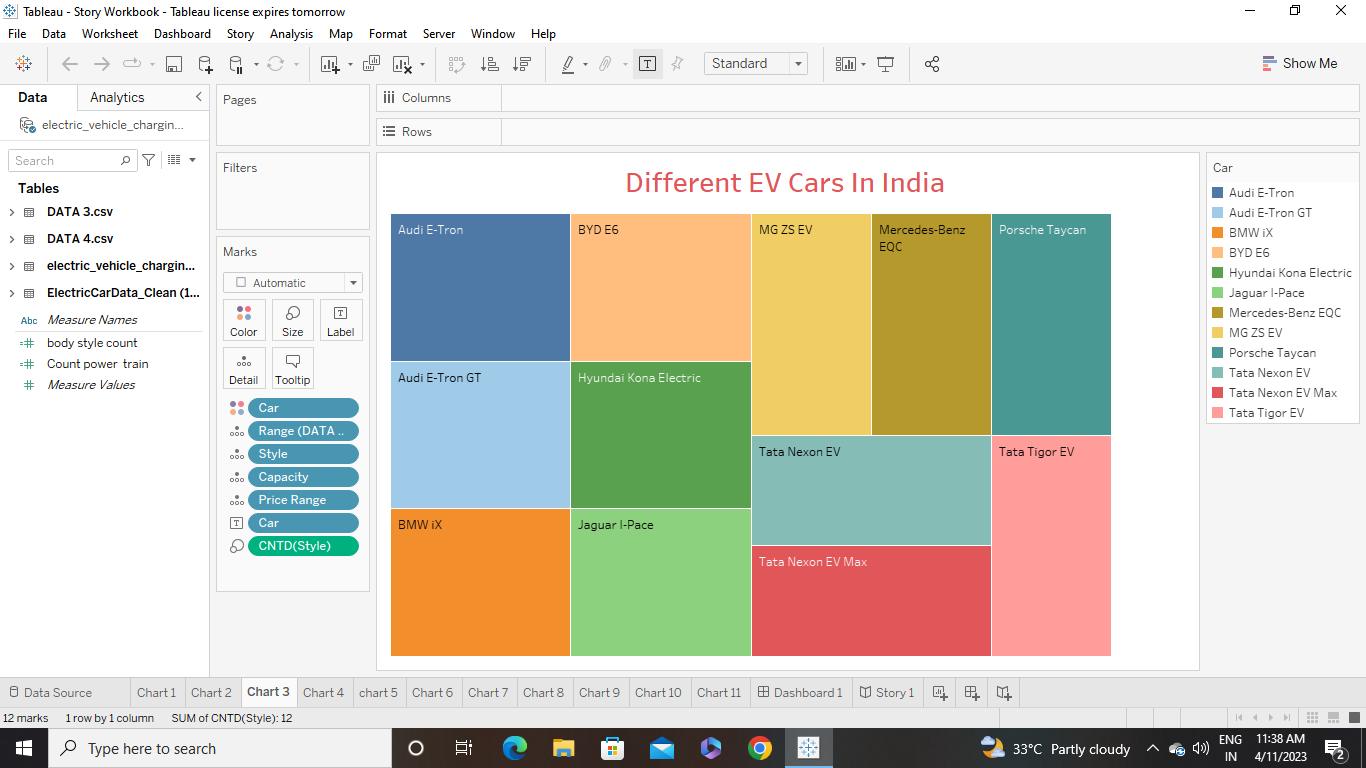 Tableau - Story Workbook - Tableau license expires tomorrow
File Data Worksheet Dashboard Story Analysis Map Format Server Window Help
Standard
Show Me
Data Analytics
electric_vehicle_chargin...
Search
Tables
DATA 3.csv
DATA 4.csv
electric_vehicle_chargin...
ElectricCarData_Clean (1...
Abc Measure Names
body style count
Count power train
Measure Values
Pages
Filters
Marks
Automatic
Color Size Label
Detail Tooltip
Car
Range (DATA ..
Style
Capacity
Price Range
Car
CNTD(Style)
Columns
Rows
Different EV Cars In India
Audi E-Tron
BYD E6
MG ZS EV
Mercedes-Benz
EQC
Porsche Taycan
Audi E-Tron GT
Hyundai Kona Electric
Tata Nexon EV
Tata Tigor EV
BMW iX
Jaguar I-Pace
Tata Nexon EV Max
Car
Audi E-Tron
Audi E-Tron GT
BMW iX
BYD E6
Hyundai Kona Electric
Jaguar I-Pace
Mercedes-Benz EQC
MG ZS EV
Porsche Taycan
Tata Nexon EV
Tata Nexon EV Max
Tata Tigor EV
Data Source Chart 1 Chart 2 Chart 3 Chart 4 chart 5 Chart 6 Chart 7 Chart 8 Chart 9 Chart 10 Chart 11 Dashboard 1 Story 1
12 marks 1 row by 1 column SUM of CNTD(Style): 12
Type here to search
33°C Partly cloudy
ENG
IN
11:38 AM
4/11/2023
2